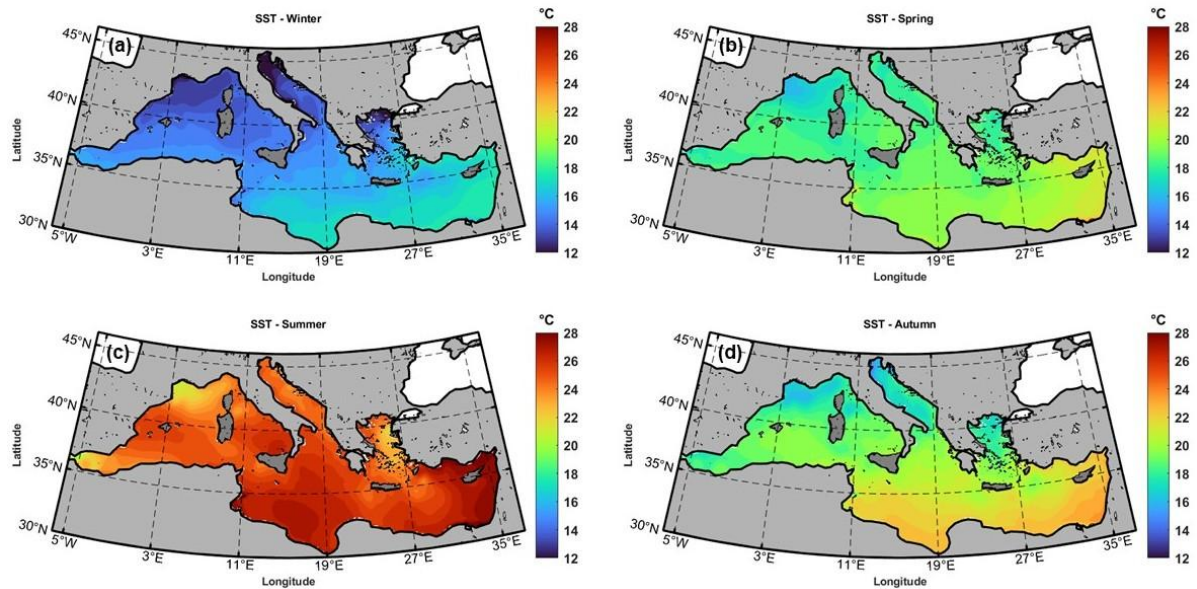 SST - Winter
°C
(a)
45°N
40°N
35°N
30°N
Latitude
5°W
3°E
11°E
19°E
27°E
35°E
Longitude
28
26
24
22
20
18
16
14
12
SST - Spring
°C
(b)
45°N
40°N
35°N
30°N
Latitude
5°W
3°E
11°E
19°E
27°E
35°E
Longitude
28
26
24
22
20
18
16
14
12
SST - Summer
°C
(c)
45°N
40°N
35°N
30°N
Latitude
5°W
3°E
11°E
19°E
27°E
35°E
Longitude
28
26
24
22
20
18
16
14
12
SST - Autumn
°C
(d)
45°N
40°N
35°N
30°N
Latitude
5°W
3°E
11°E
19°E
27°E
35°E
Longitude
28
26
24
22
20
18
16
14
12